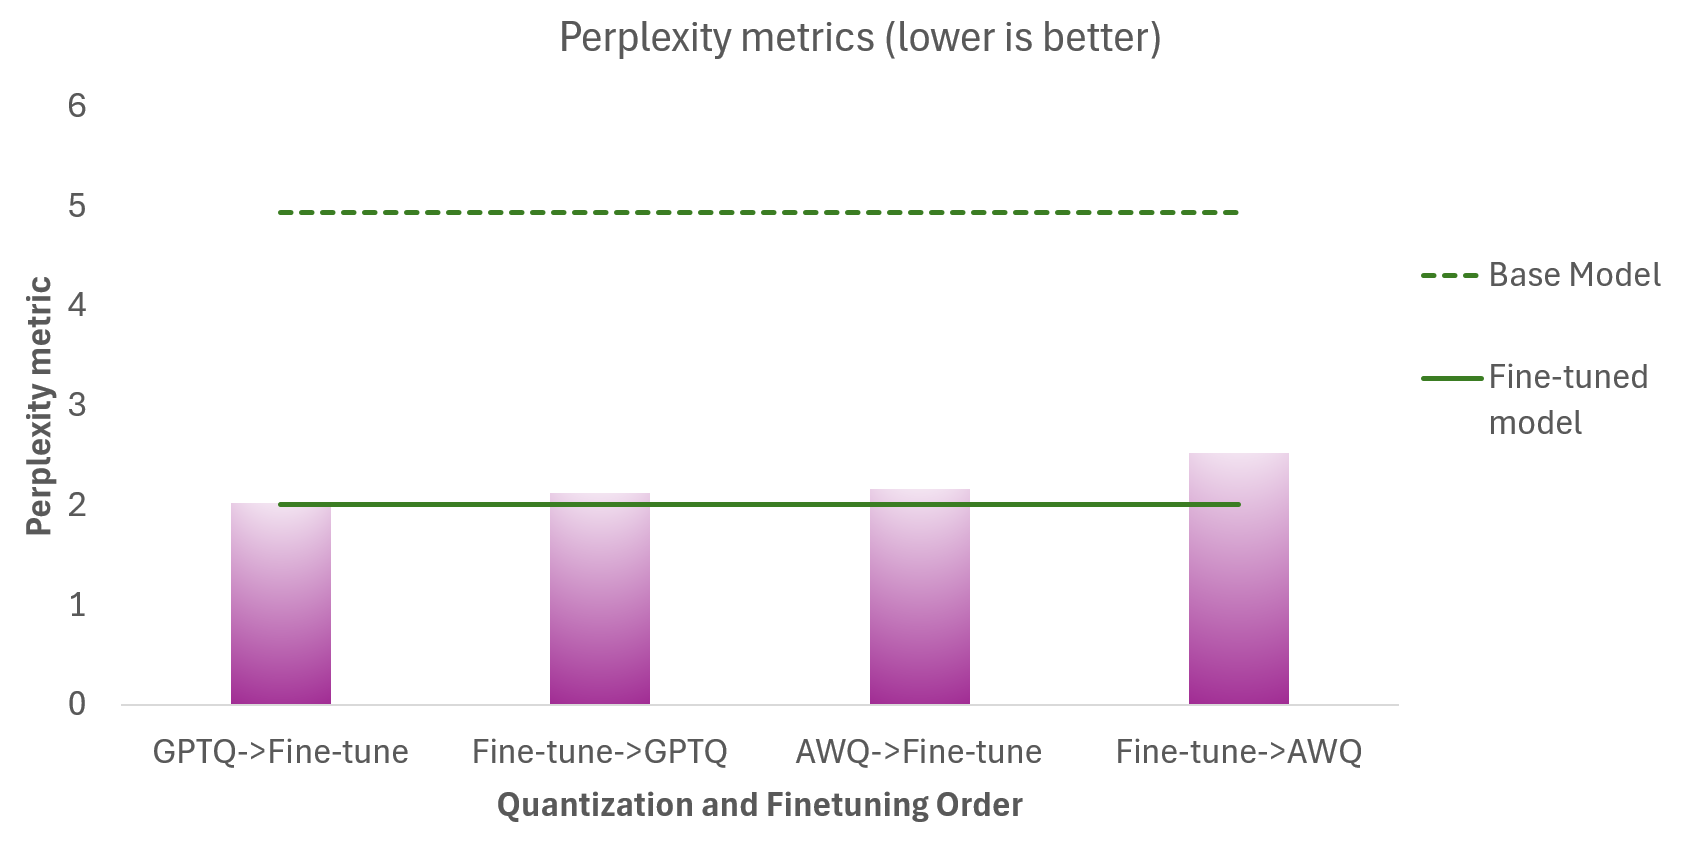 Perplexity metrics (lower is better)
Perplexity metric
6
5
4
3
2
1
0
GPTQ->Fine-tune
Fine-tune->GPTQ
AWQ->Fine-tune
Fine-tune->AWQ
Quantization and Finetuning Order
Base Model
Fine-tuned
model